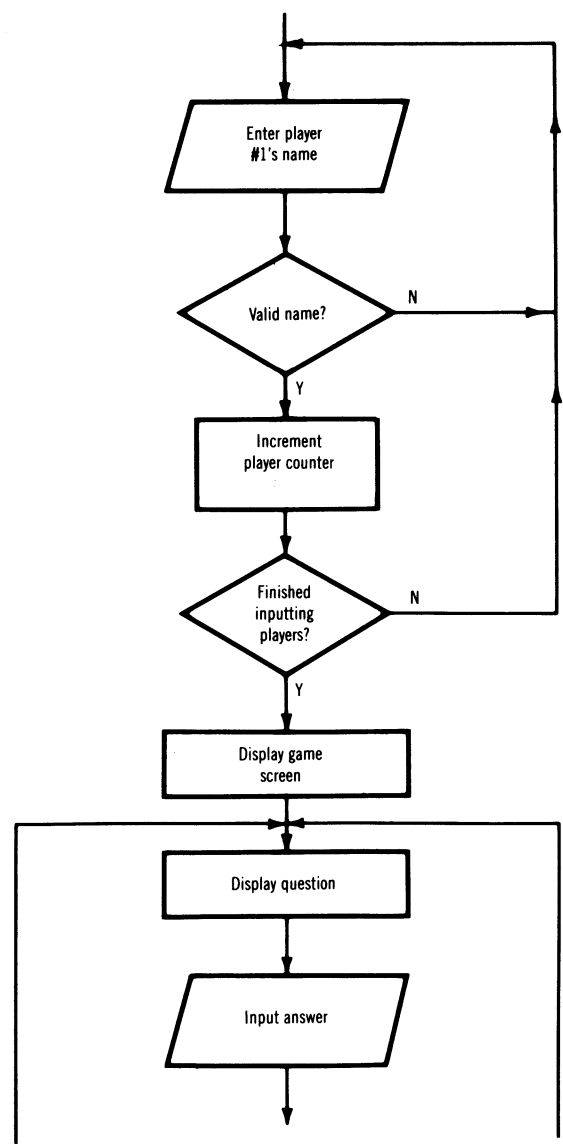 Enter player
#1's name
Valid name?
N
Y
Increment
player counter
Finished
inputting
players?
N
Y
Display game
screen
Display question
Input answer